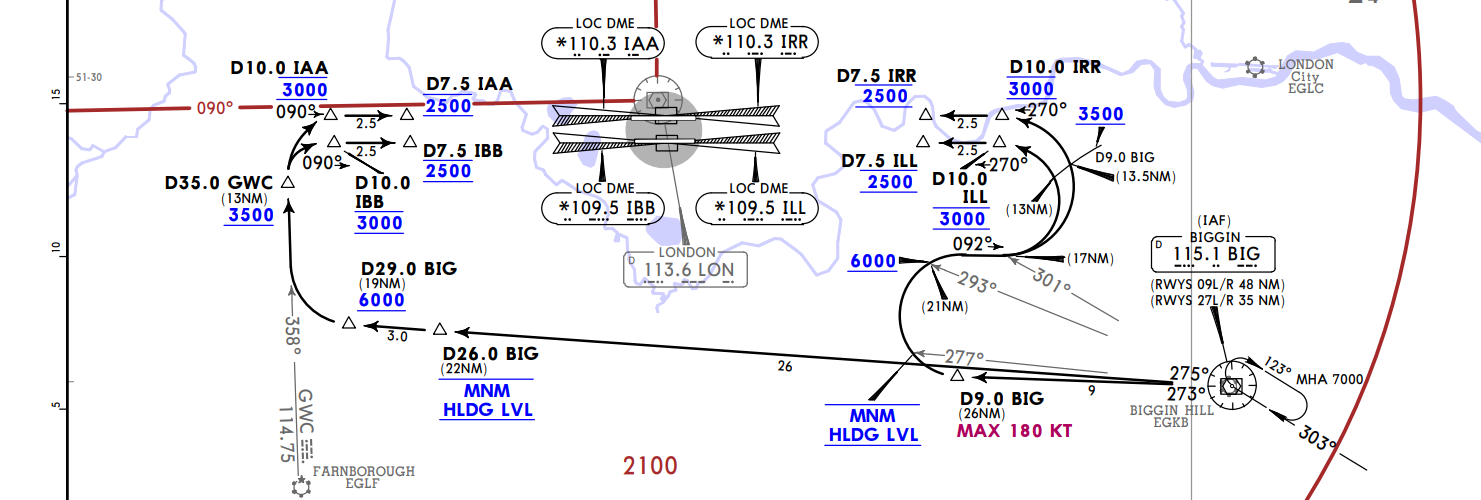 LOC DME
*110.3 IAA
LOC DME
*110.3 IRR
D10.0 IAA
3000
090°
D7.5 IAA
2500
2.5
51-30
15
090°
D7.5 IRR
2500
D10.0 IRR
3000
270°
3500
2.5
LONDON
City
EGLC
090°
2.5
D7.5 IBB
2500
D10.0
IBB
3000
D35.0 GWC
(13NM)
3500
LOC DME
*109.5 IBB
LOC DME
*109.5 ILL
D7.5 ILL
2500
2.5
270°
D10.0
ILL
3000
D9.0 BIG
(13.5NM)
(13NM)
10
LONDON
D
113.6 LON
092°
(17NM)
6000
293°
301°
(21NM)
(IAF)
BIGGIN
D
115.1 BIG
(RWYS 09L/R 48 NM)
(RWYS 27L/R 35 NM)
D29.0 BIG
(19NM)
6000
358°
GWC
114.75
3.0
D26.0 BIG
(22NM)
MNM
HLDG LVL
26
277°
D9.0 BIG
(26NM)
MAX 180 KT
9
275°
273°
BIGGIN HILL
EGKB
123°
MHA 7000
303°
MNM
HLDG LVL
5
2100
FARNBOROUGH
EGLF